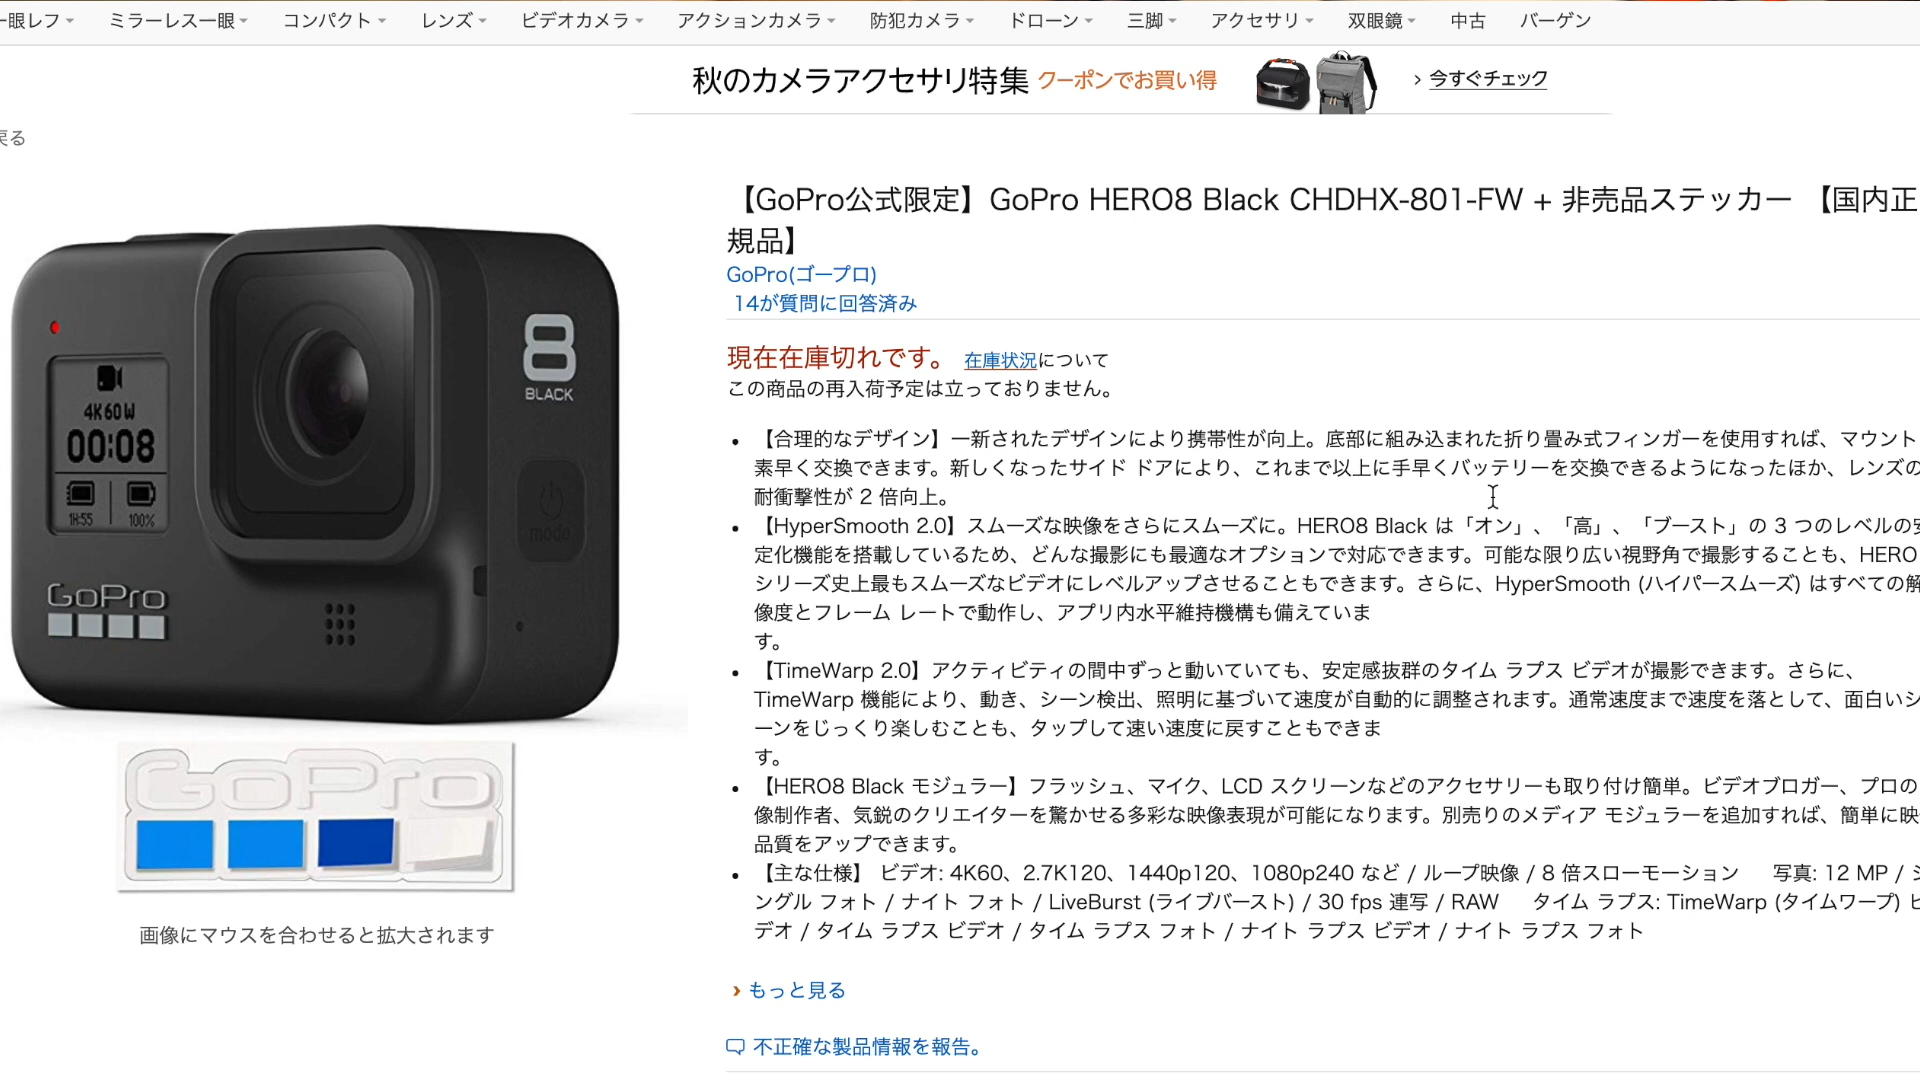 一眼レフ ミラーレス一眼 コンパクト レンズ ビデオカメラ アクションカメラ 防犯カメラ ドローン 三脚 アクセサリ 双眼鏡 中古 バーゲン
秋のカメラアクセサリ特集 クーポンでお買い得 › 今すぐチェック
戻る
【GoPro公式限定】GoPro HERO8 Black CHDHX-801-FW + 非売品ステッカー 【国内正
規品】
GoPro(ゴープロ)
14が質問に回答済み
現在在庫切れです。 在庫状況について
この商品の再入荷予定は立っておりません。
• 【合理的なデザイン】一新されたデザインにより携帯性が向上。底部に組み込まれた折り畳み式フィンガーを使用すれば、マウント
素早く交換できます。新しくなったサイド ドアにより、これまで以上に手早くバッテリーを交換できるようになったほか、レンズの
耐衝撃性が 2 倍向上。
• 【HyperSmooth 2.0】スムーズな映像をさらにスムーズに。HERO8 Black は「オン」、「高」、「ブースト」の 3 つのレベルの安
定化機能を搭載しているため、どんな撮影にも最適なオプションで対応できます。可能な限り広い視野角で撮影することも、HERO
シリーズ史上最もスムーズなビデオにレベルアップさせることもできます。さらに、HyperSmooth (ハイパースムーズ) はすべての解
像度とフレーム レートで動作し、アプリ内水平維持機構も備えていま
す。
• 【TimeWarp 2.0】アクティビティの間中ずっと動いていても、安定感抜群のタイム ラプス ビデオが撮影できます。さらに、
TimeWarp 機能により、動き、シーン検出、照明に基づいて速度が自動的に調整されます。通常速度まで速度を落として、面白いシ
ーンをじっくり楽しむことも、タップして速い速度に戻すこともできま
す。
• 【HERO8 Black モジュラー】フラッシュ、マイク、LCD スクリーンなどのアクセサリーも取り付け簡単。ビデオブロガー、プロの
像制作者、気鋭のクリエイターを驚かせる多彩な映像表現が可能になります。別売りのメディア モジュラーを追加すれば、簡単に映
品質をアップできます。
• 【主な仕様】 ビデオ: 4K60、2.7K120、1440p120、1080p240 など / ループ映像 / 8 倍スローモーション 写真: 12 MP / シ
ングル フォト / ナイト フォト / LiveBurst (ライブバースト) / 30 fps 連写 / RAW タイム ラプス: TimeWarp (タイムワープ) ビ
デオ / タイム ラプス ビデオ / タイム ラプス フォト / ナイト ラプス ビデオ / ナイト ラプス フォト
› もっと見る
不正確な製品情報を報告。
8
BLACK
4K 60 W
00:08
1H:55 100%
mode
GoPro
GoPro
画像にマウスを合わせると拡大されます